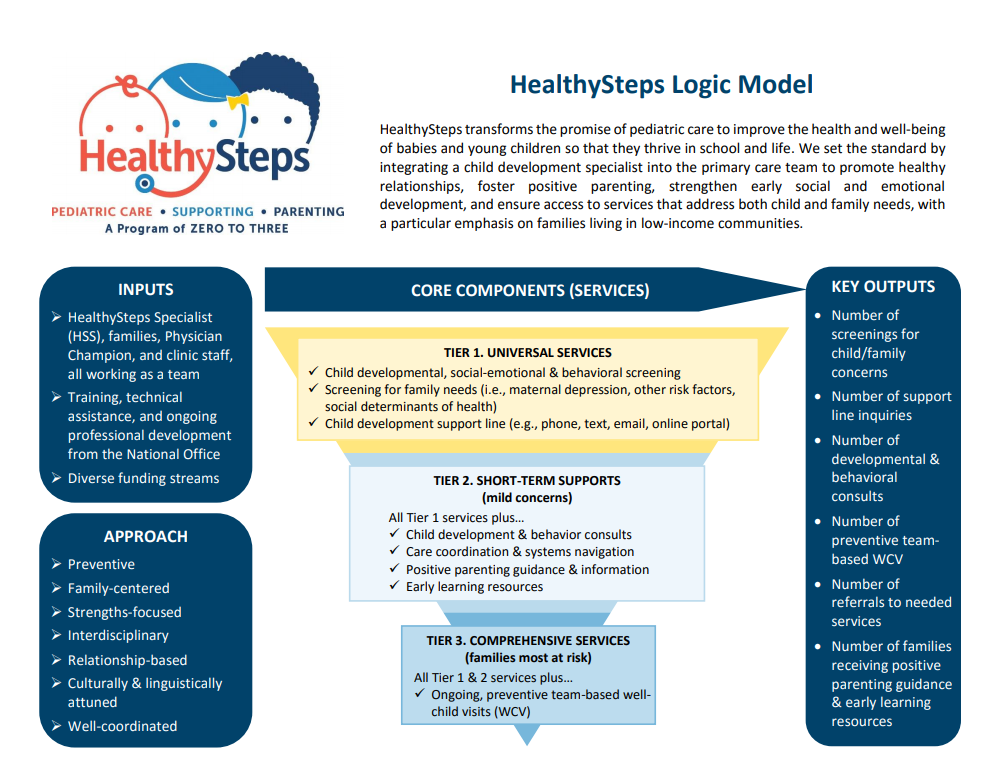 HealthySteps
PEDIATRIC CARE • SUPPORTING • PARENTING
A Program of ZERO TO THREE
HealthySteps Logic Model
HealthySteps transforms the promise of pediatric care to improve the health and well-being
of babies and young children so that they thrive in school and life. We set the standard by
integrating a child development specialist into the primary care team to promote healthy
relationships, foster positive parenting, strengthen early social and emotional
development, and ensure access to services that address both child and family needs, with
a particular emphasis on families living in low-income communities.
INPUTS
➢ HealthySteps Specialist
(HSS), families, Physician
Champion, and clinic staff,
all working as a team
➢ Training, technical
assistance, and ongoing
professional development
from the National Office
➢ Diverse funding streams
APPROACH
➢ Preventive
➢ Family-centered
➢ Strengths-focused
➢ Interdisciplinary
➢ Relationship-based
➢ Culturally & linguistically
attuned
➢ Well-coordinated
CORE COMPONENTS (SERVICES)
TIER 1. UNIVERSAL SERVICES
✓ Child developmental, social-emotional & behavioral screening
✓ Screening for family needs (i.e., maternal depression, other risk factors,
social determinants of health)
✓ Child development support line (e.g., phone, text, email, online portal)
TIER 2. SHORT-TERM SUPPORTS
(mild concerns)
All Tier 1 services plus…
✓ Child development & behavior consults
✓ Care coordination & systems navigation
✓ Positive parenting guidance & information
✓ Early learning resources
TIER 3. COMPREHENSIVE SERVICES
(families most at risk)
All Tier 1 & 2 services plus…
✓ Ongoing, preventive team-based well-
child visits (WCV)
KEY OUTPUTS
• Number of
screenings for
child/family
concerns
• Number of support
line inquiries
• Number of
developmental &
behavioral
consults
• Number of
preventive team-
based WCV
• Number of
referrals to needed
services
• Number of families
receiving positive
parenting guidance
& early learning
resources